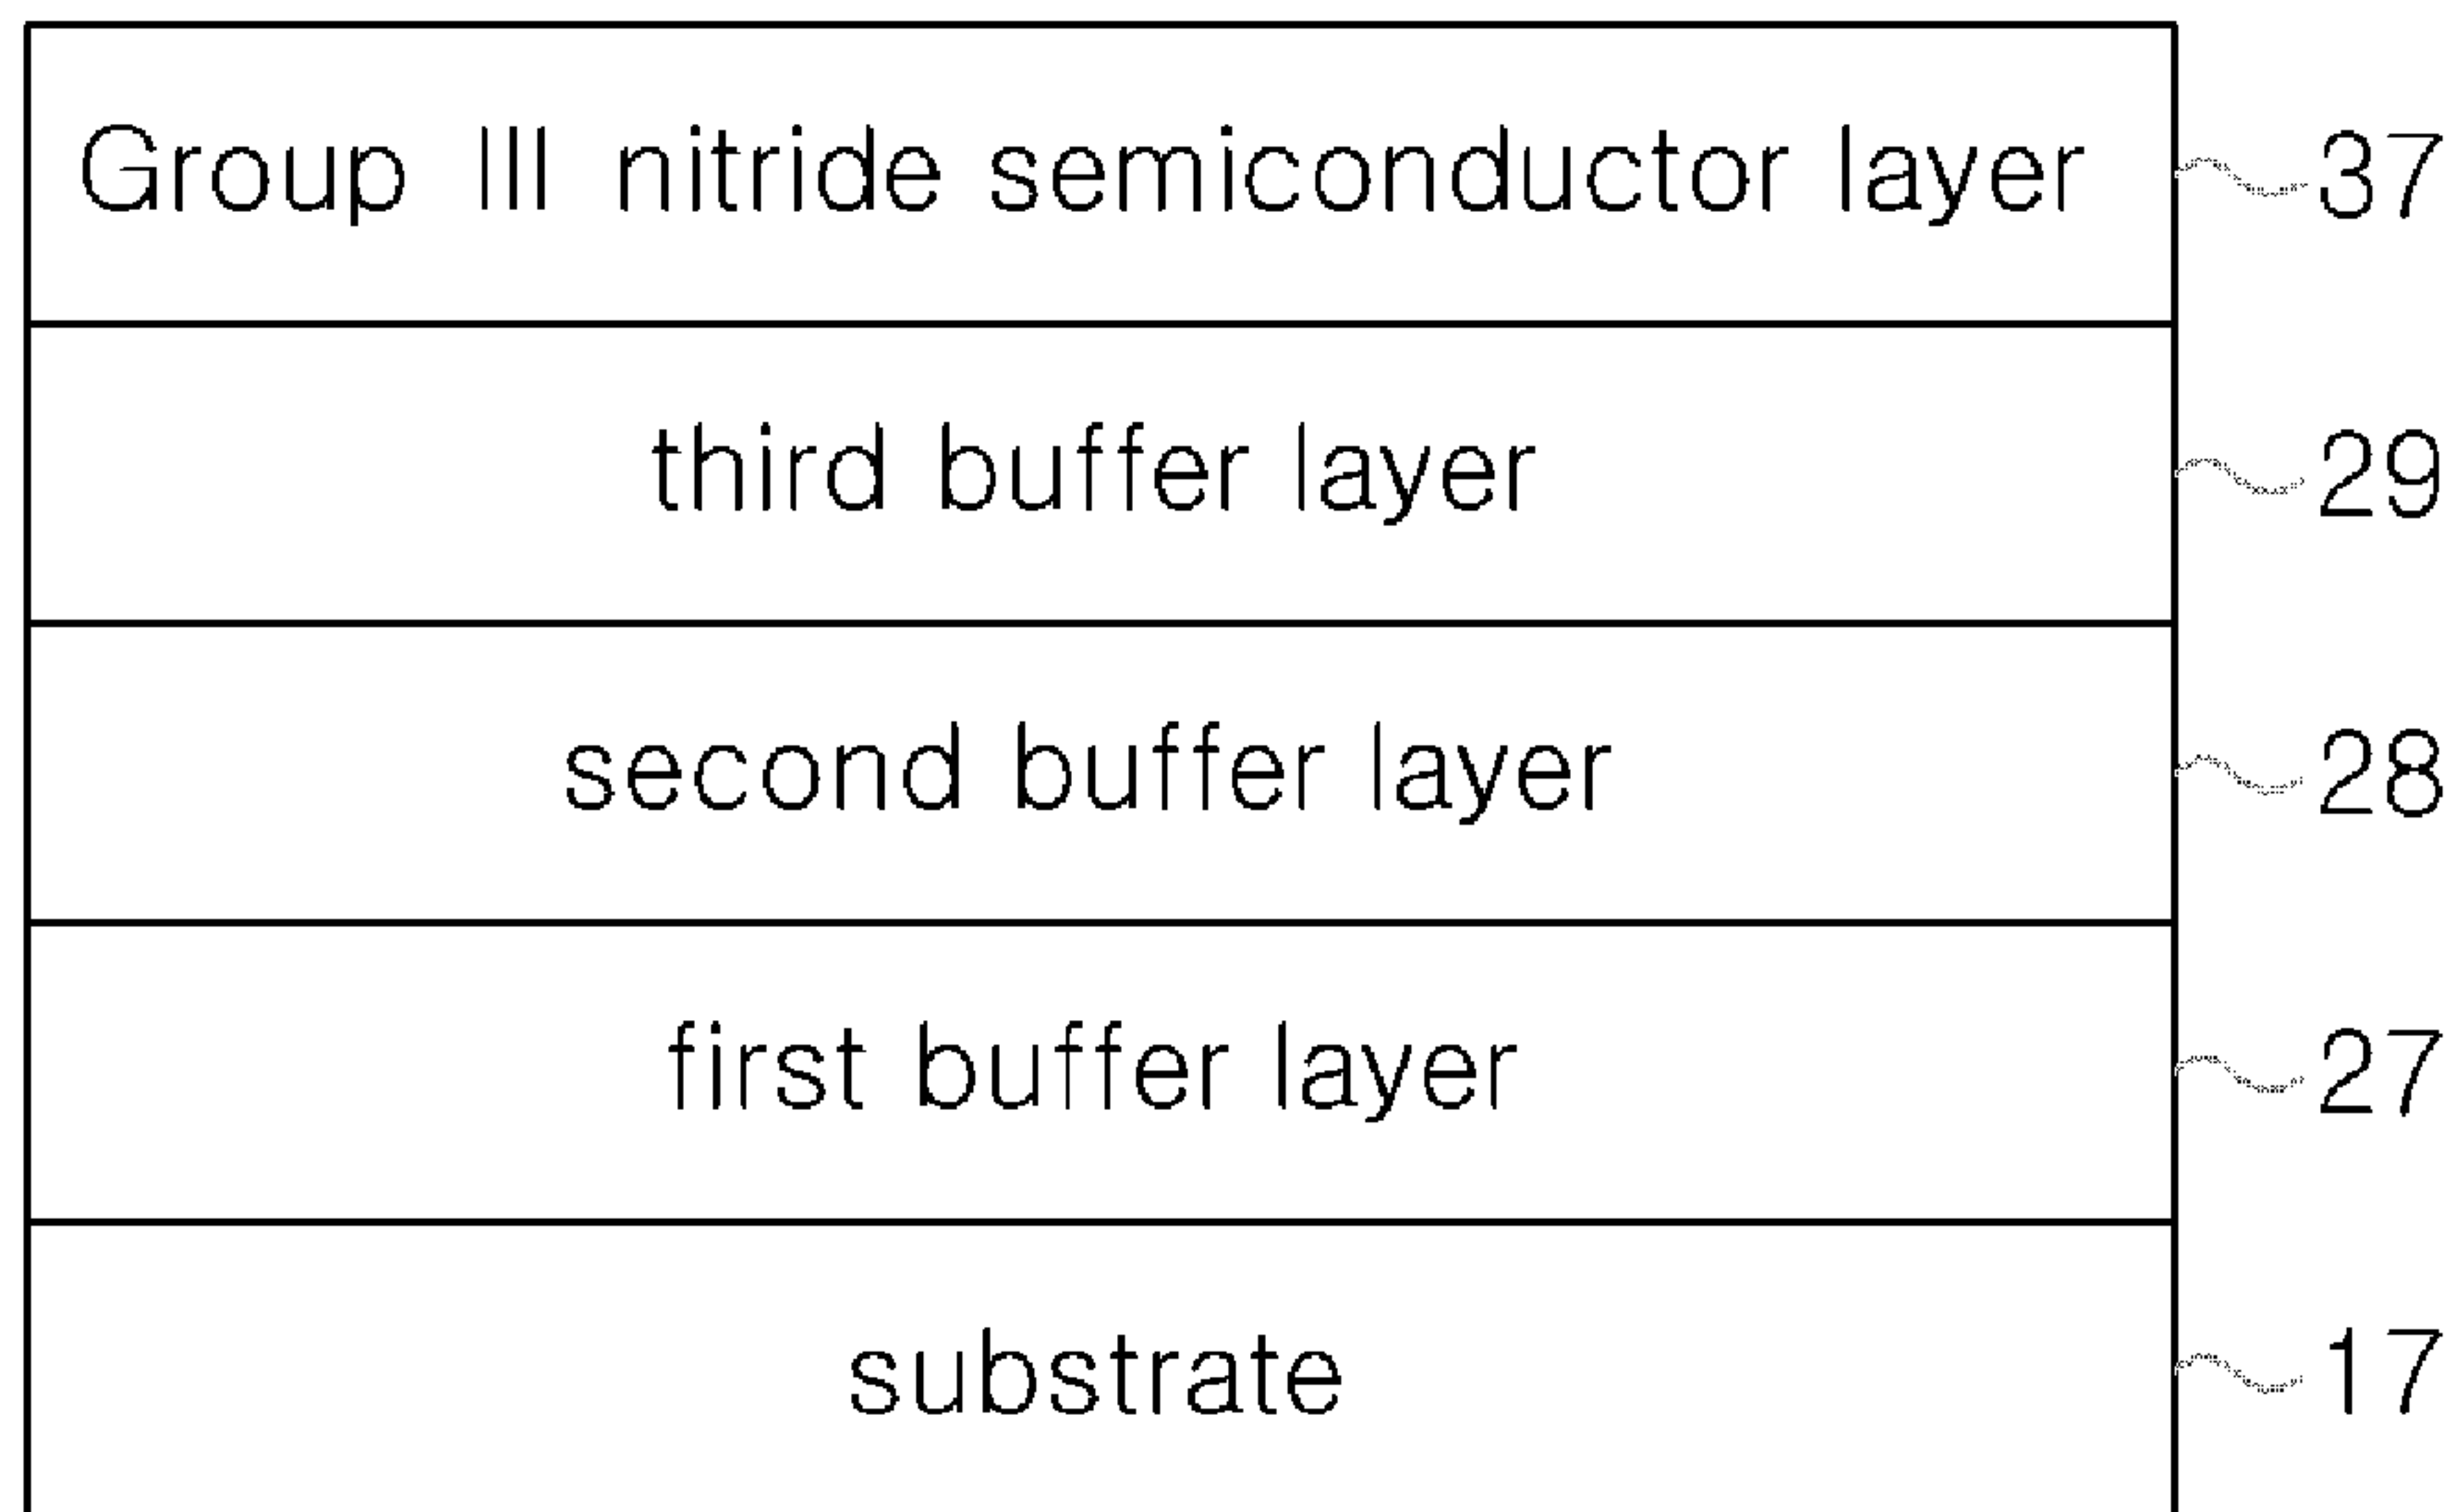 Group III nitride semiconductor layer 37
third buffer layer 29
second buffer layer 28
first buffer layer 27
substrate 17